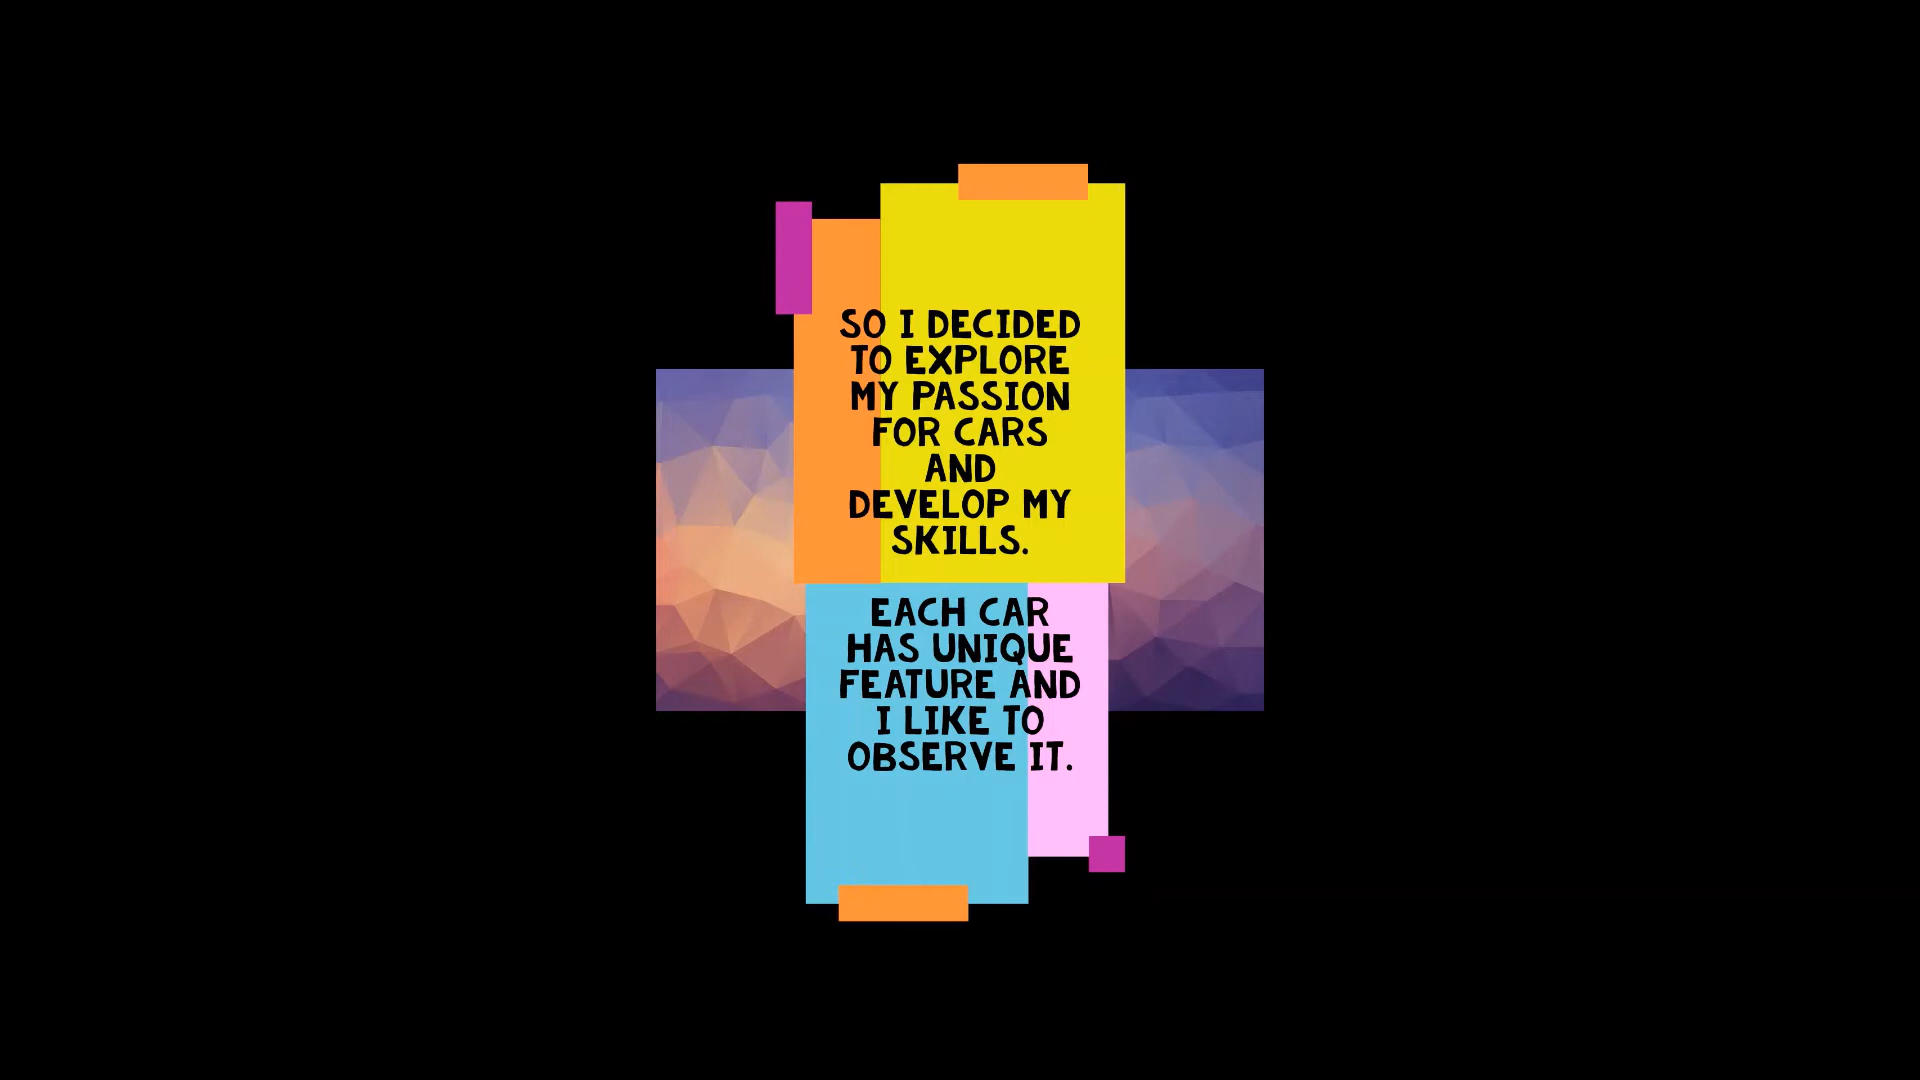 SO I DECIDED
TO EXPLORE
MY PASSION
FOR CARS
AND
DEVELOP MY
SKILLS.
EACH CAR
HAS UNIQUE
FEATURE AND
I LIKE TO
OBSERVE IT.